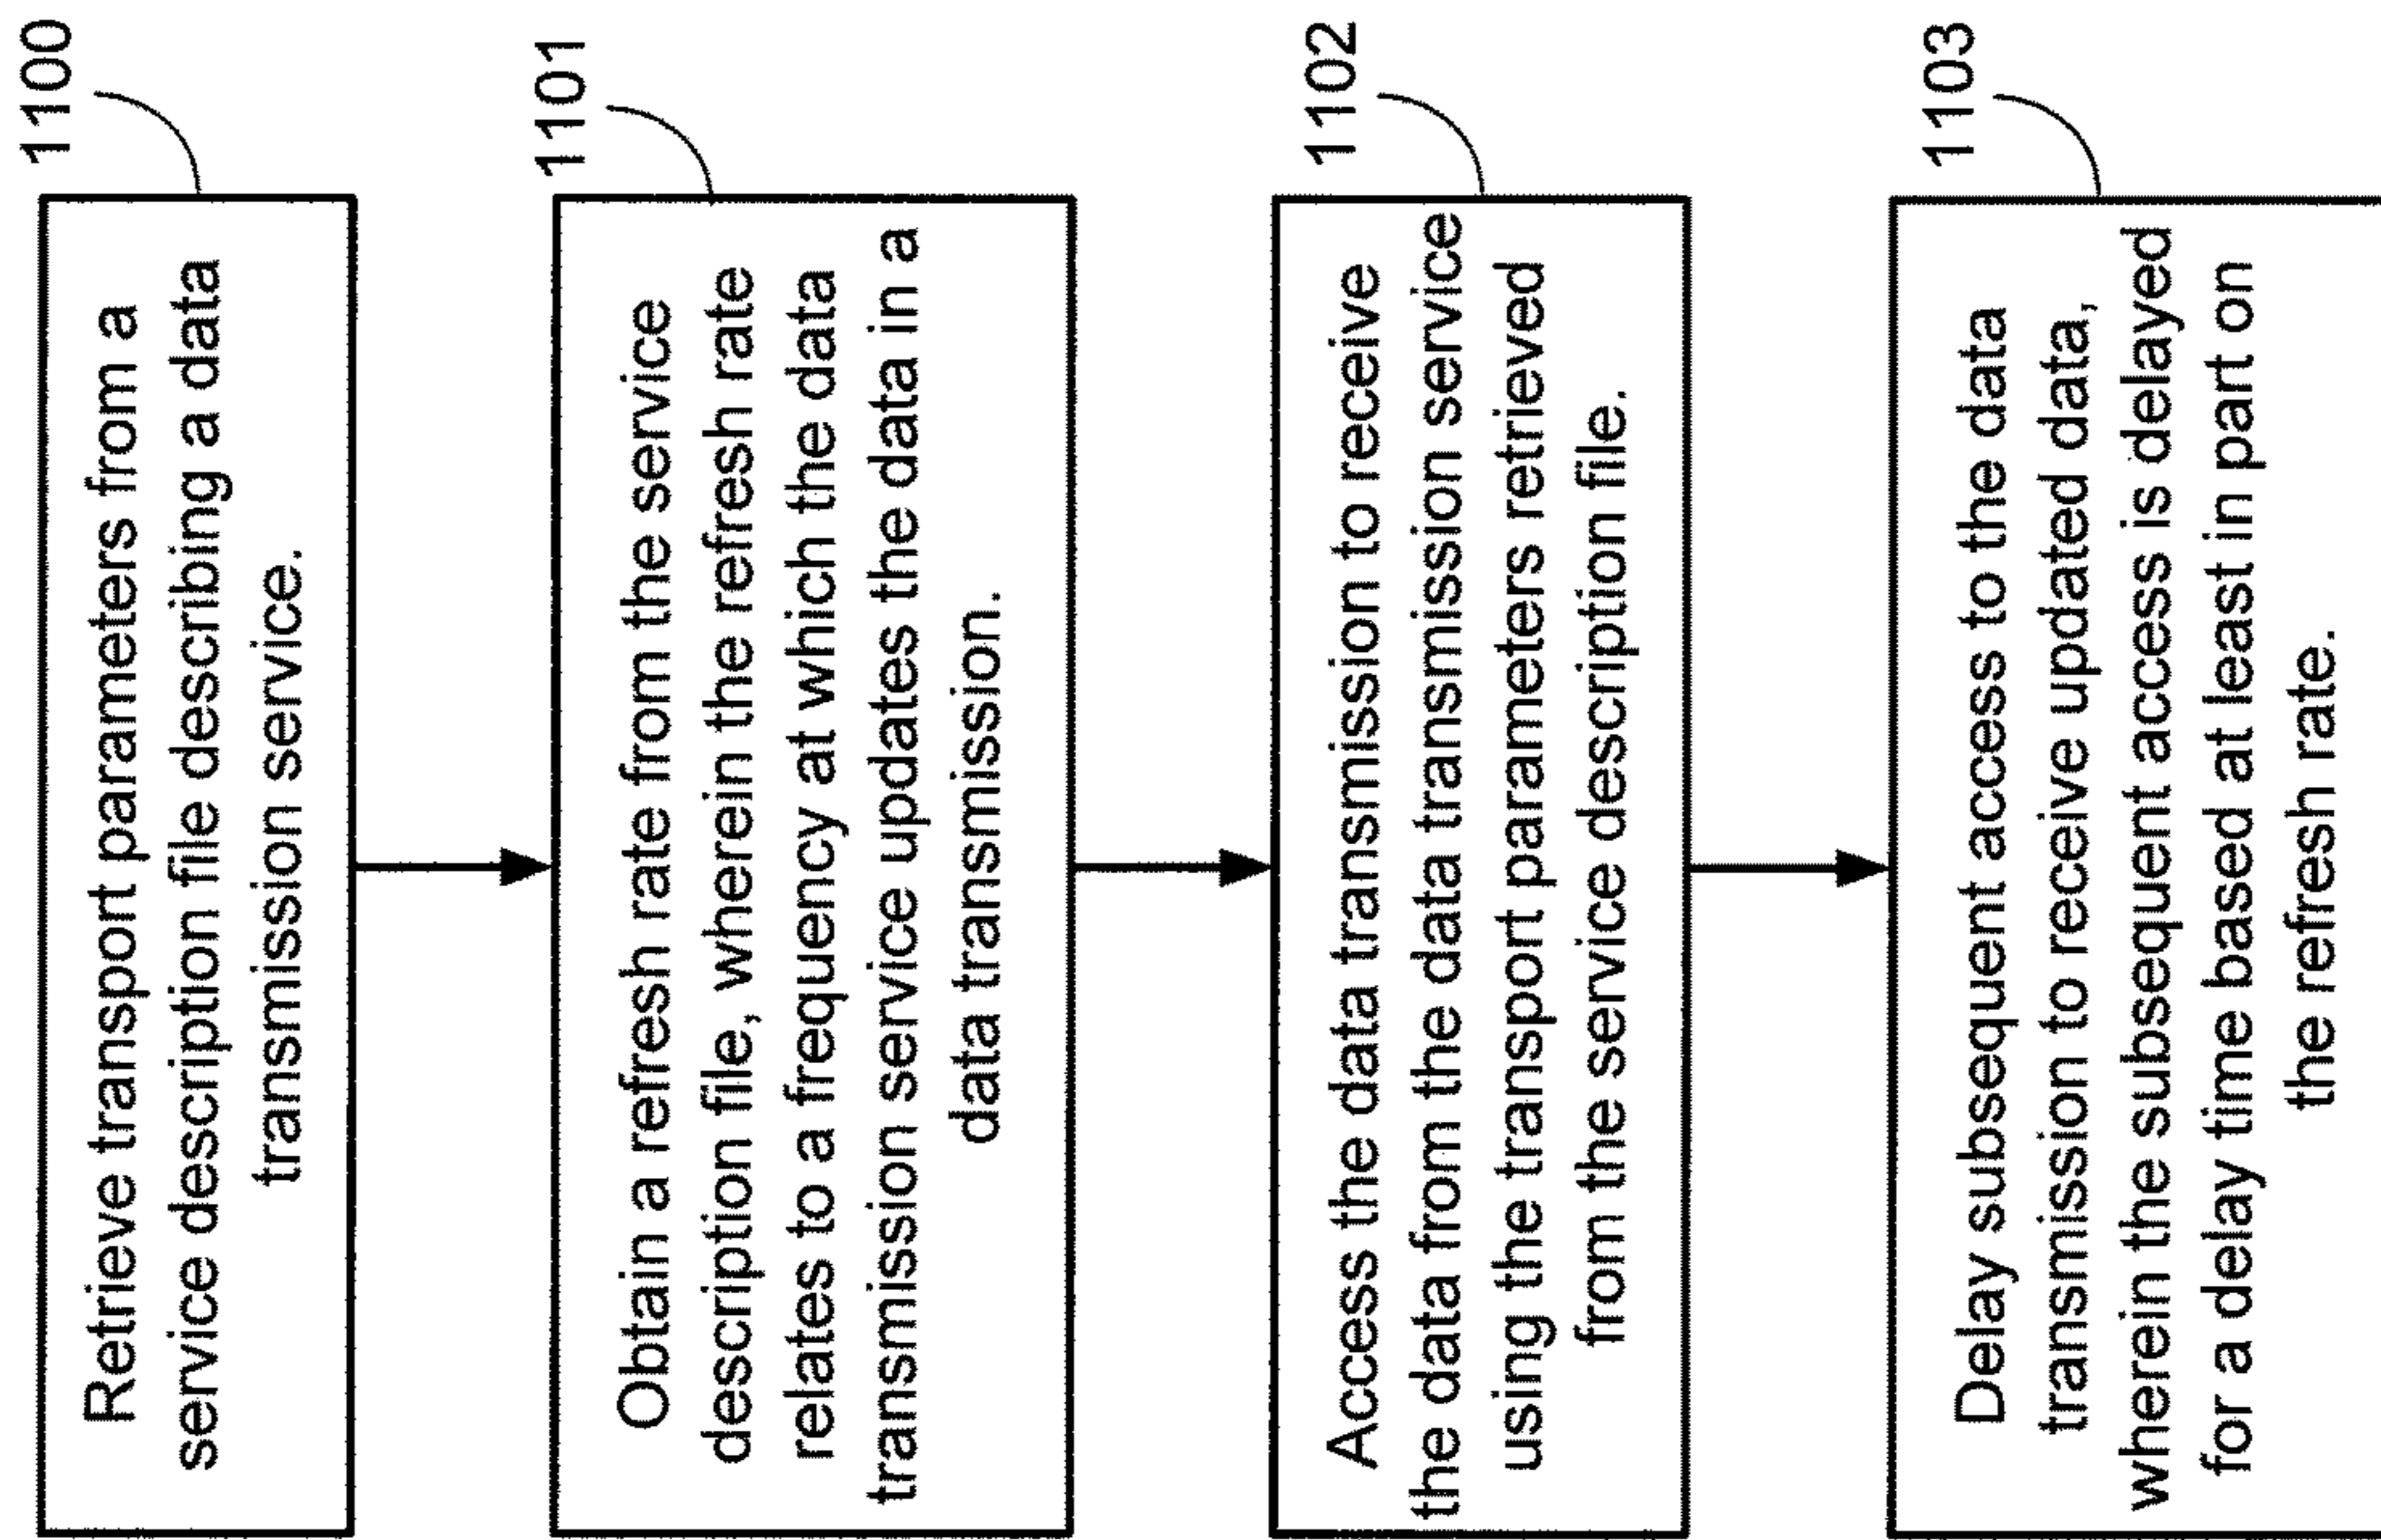 1100
Retrieve transport parameters from a
service description file describing a data
transmission service.
1101
Obtain a refresh rate from the service
description file, wherein the refresh rate
relates to a frequency at which the data
transmission service updates the data in a
data transmission.
1102
Access the data transmission to receive
the data from the data transmission service
using the transport parameters retrieved
from the service description file.
1103
Delay subsequent access to the data
transmission to receive updated data,
wherein the subsequent access is delayed
for a delay time based at least in part on
the refresh rate.